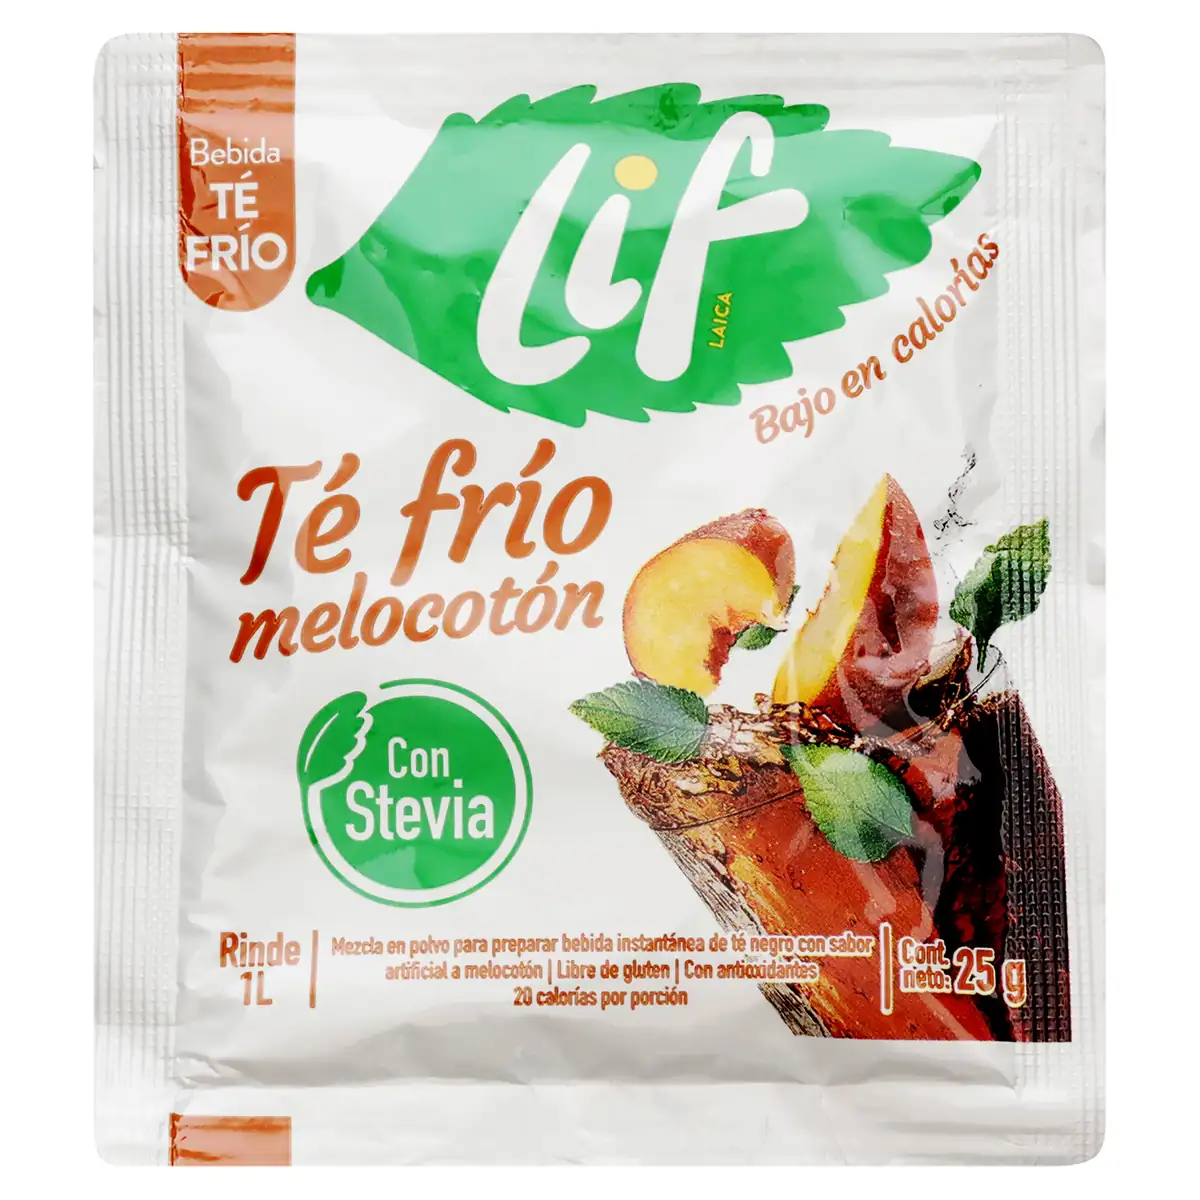 Bebida
TÉ
FRÍO
Lif
LAICA
Bajo en calorías
Té frío
melocotón
Con
Stevia
Rinde
1L
Mezcla en polvo para preparar bebida instantánea de té negro con sabor
artificial a melocotón | Libre de gluten | Con antioxidantes
20 calorías por porción
Cont.
neto: 25 g